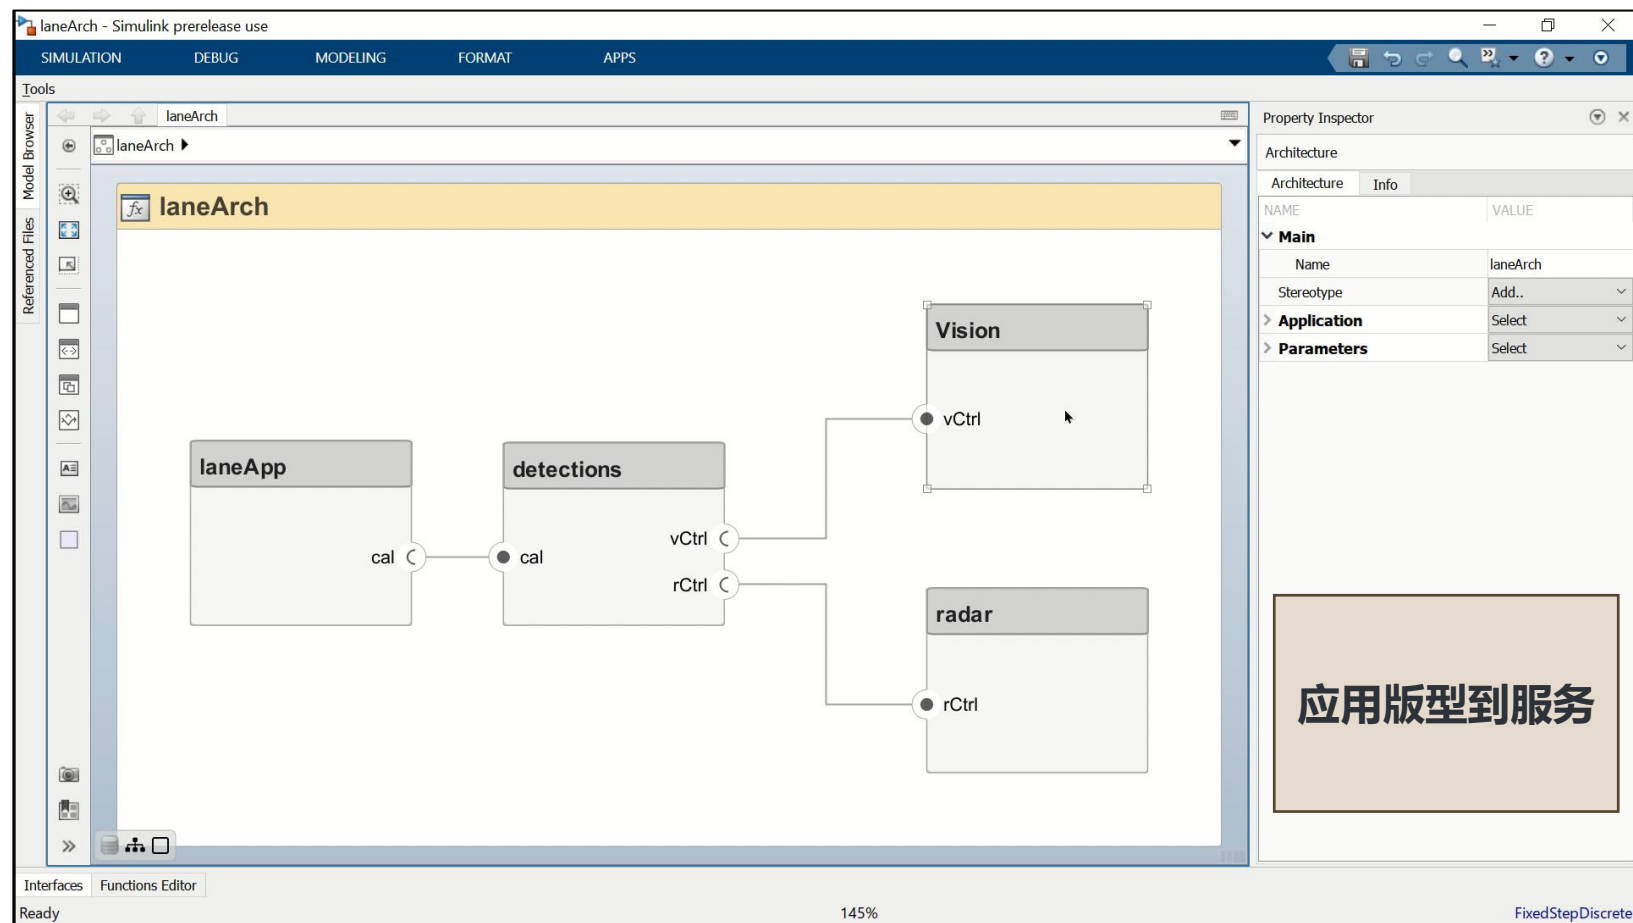 laneArch - Simulink prerelease use
SIMULATION DEBUG MODELING FORMAT APPS
Tools
Model Browser
Referenced Files
laneArch
laneArch
fx laneArch
Vision
vCtrl
laneApp
cal
detections
cal
vCtrl
rCtrl
radar
rCtrl
Property Inspector
Architecture
Architecture Info
NAME VALUE
Main
Name laneArch
Stereotype Add..
Application Select
Parameters Select
应用版型到服务
Interfaces Functions Editor
Ready 145% FixedStepDiscrete